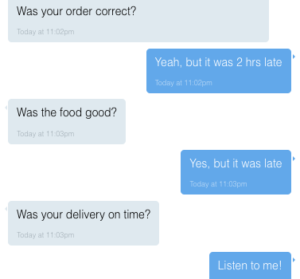 Was your order correct?
Today at 11:02pm
Yeah, but it was 2 hrs late
Today at 11:02pm
Was the food good?
Today at 11:03pm
Yes, but it was late
Today at 11:03pm
Was your delivery on time?
Today at 11:03pm
Listen to me!